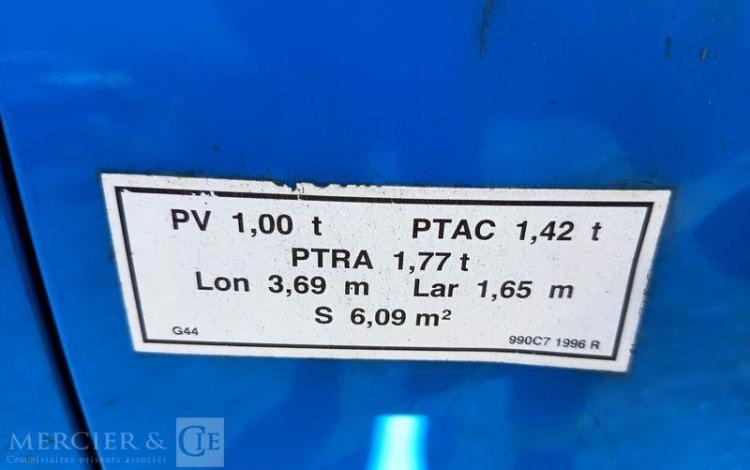 PV 1,00 t PTAC 1,42 t
PTRA 1,77 t
Lon 3,69 m Lar 1,65 m
S 6,09 m²
G44 990C7 1996 R
MERCIER & CIE
Commissaires priseurs associés